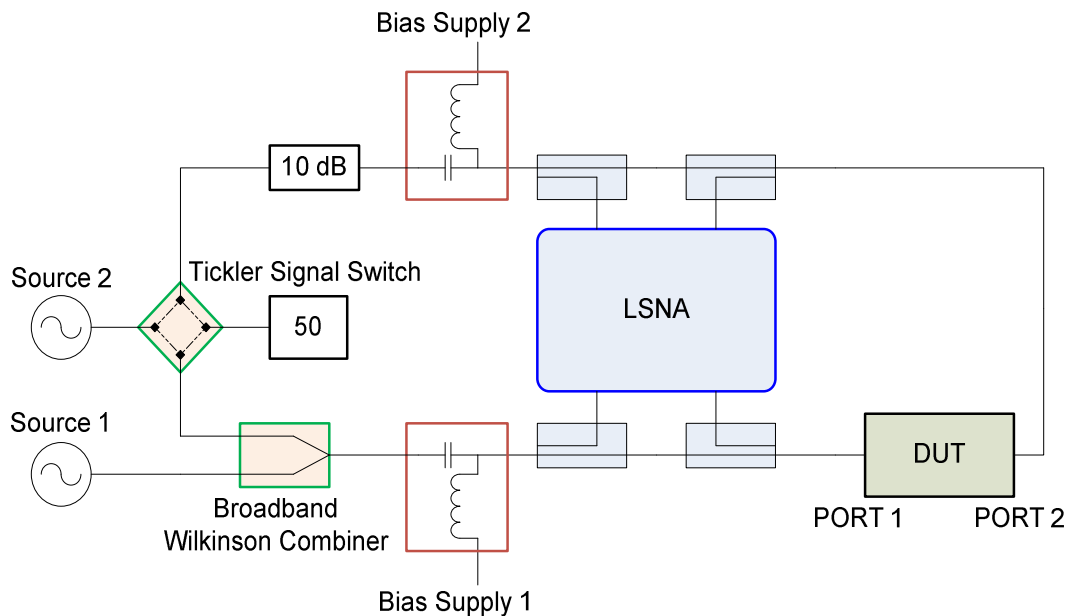 Bias Supply 2
10 dB
Tickler Signal Switch
Source 2
50
LSNA
Source 1
DUT
Broadband
Wilkinson Combiner
PORT 1
PORT 2
Bias Supply 1